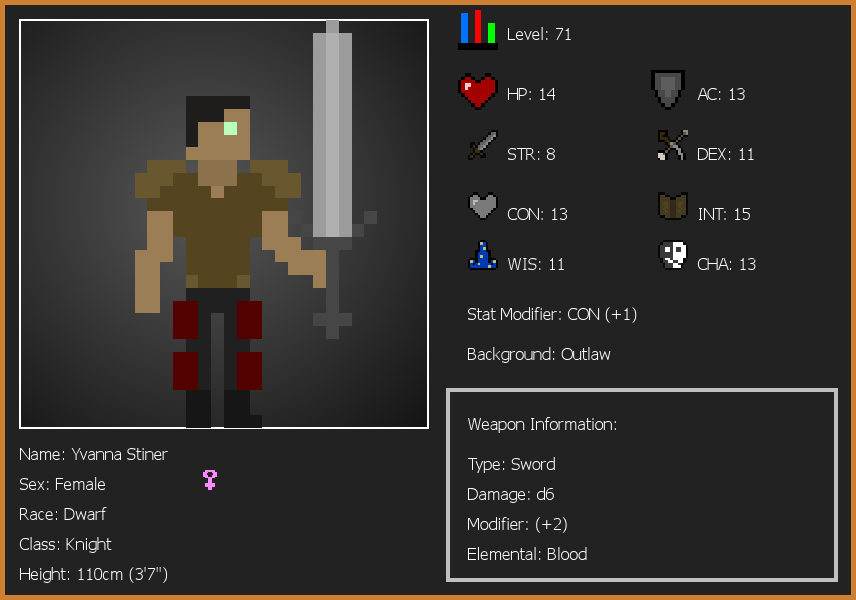 Level: 71
HP: 14
AC: 13
STR: 8
DEX: 11
CON: 13
INT: 15
WIS: 11
CHA: 13
Stat Modifier: CON (+1)
Background: Outlaw
Weapon Information:
Type: Sword
Damage: d6
Modifier: (+2)
Elemental: Blood
Name: Yvanna Stiner
Sex: Female
Race: Dwarf
Class: Knight
Height: 110cm (3'7")